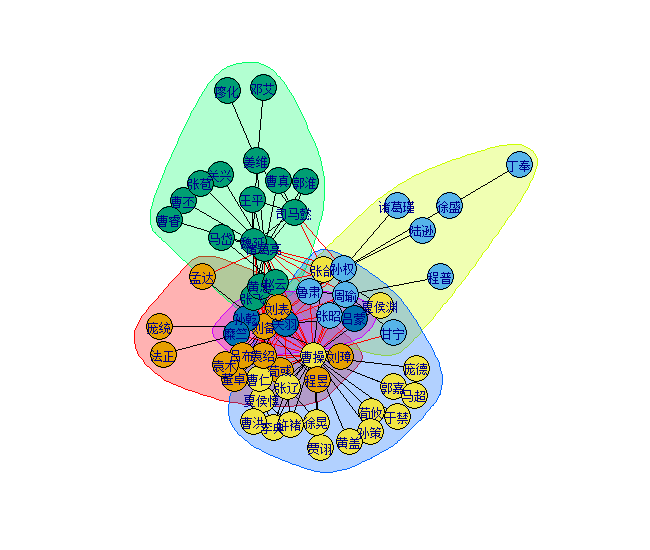 廖化
邓艾
姜维
丁奉
关兴
张苞
曹真
郭淮
曹丕
王平
司马懿
诸葛瑾
徐盛
曹睿
马岱
魏延
诸葛亮
陆逊
孟达
张郃
孙权
程普
黄忠
赵云
鲁肃
周瑜
刘表
夏侯渊
孙乾
张昭
吕蒙
庞统
糜竺
刘备
关羽
甘宁
法正
吕布
袁绍
曹操
刘璋
袁术
荀彧
庞德
董卓
曹仁
程昱
张辽
郭嘉
马超
夏侯惇
荀攸
于禁
曹洪
李典
许褚
徐晃
孙策
贾诩
黄盖